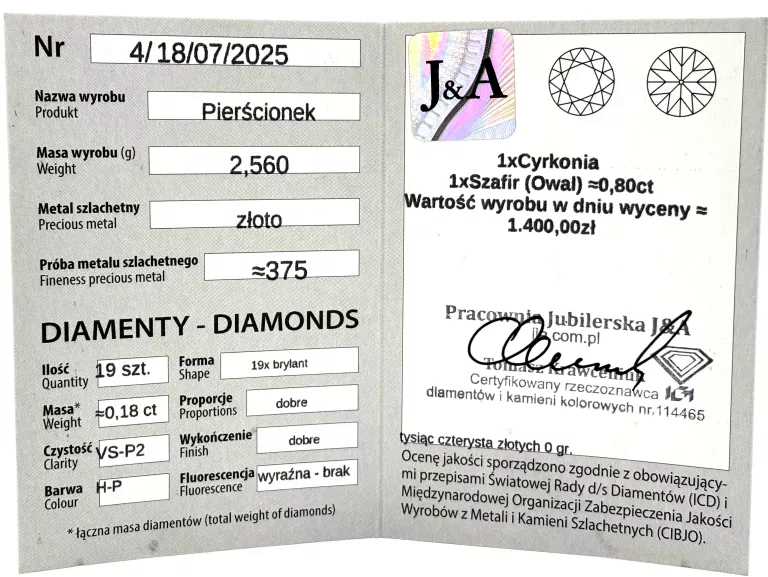 Nr 4/18/07/2025
Nazwa wyrobu
Produkt
Pierścionek
Masa wyrobu (g)
Weight
2,560
Metal szlachetny
Precious metal
złoto
Próba metalu szlachetnego
Fineness precious metal
≈375
DIAMENTY - DIAMONDS
Ilość
Quantity
19 szt.
Forma
Shape
19x brylant
Masa*
Weight
≈0,18 ct
Proporcje
Proportions
dobre
Czystość
Clarity
VS-P2
Wykończenie
Finish
dobre
Barwa
Colour
H-P
Fluorescencja
Fluorescence
wyraźna - brak
* łączna masa diamentów (total weight of diamonds)
J&A
1xCyrkonia
1xSzafir (Owal) ≈0,80ct
Wartość wyrobu w dniu wyceny ≈
1.400,00zł
Pracownia Jubilerska J&A
.com.pl
Tomasz Krawczeniuk
Certyfikowany rzeczoznawca
diamentów i kamieni kolorowych nr.114465
tysiąc czterysta złotych 0 gr.
Ocenę jakości sporządzono zgodnie z obowiązujący-
mi przepisami Światowej Rady d/s Diamentów (ICD) i
Międzynarodowej Organizacji Zabezpieczenia Jakości
Wyrobów z Metali i Kamieni Szlachetnych (CIBJO).